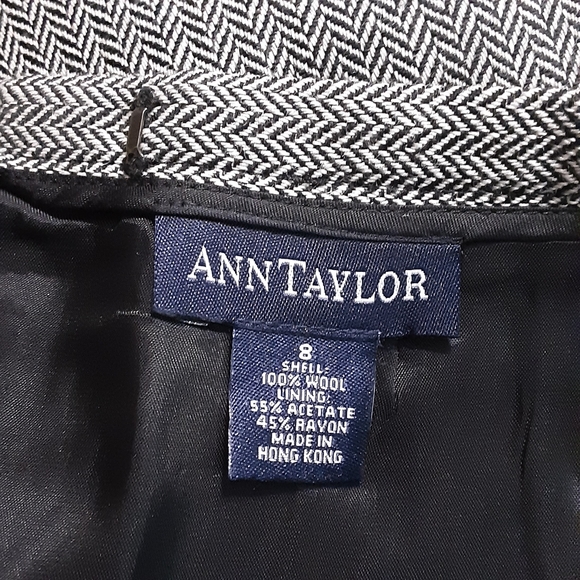 ANNTAYLOR
8
SHELL:
100% WOOL
LINING:
55% ACETATE
45% RAYON
MADE IN
HONG KONG